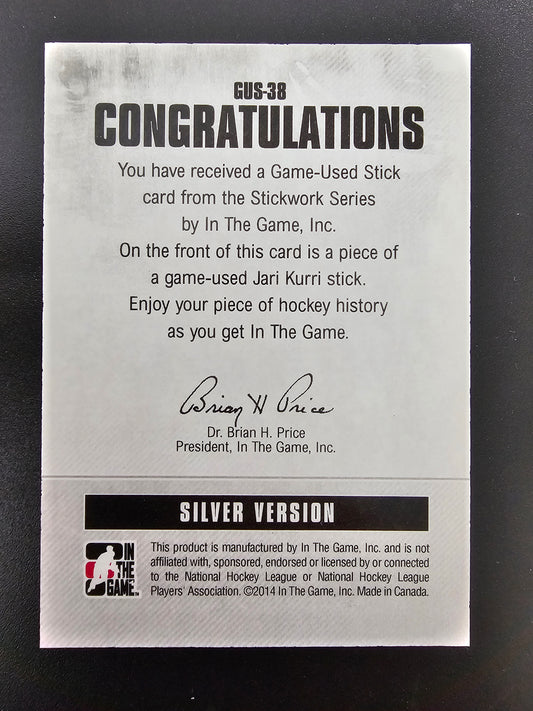 GUS-38
CONGRATULATIONS
You have received a Game-Used Stick
card from the Stickwork Series
by In The Game, Inc.
On the front of this card is a piece of
a game-used Jari Kurri stick.
Enjoy your piece of hockey history
as you get In The Game.
Brian H Price
Dr. Brian H. Price
President, In The Game, Inc.
SILVER VERSION
IN
THE
GAME™
This product is manufactured by In The Game, Inc. and is not
affiliated with, sponsored, endorsed or licensed by or connected
to the National Hockey League or National Hockey League
Players' Association. ©2014 In The Game, Inc. Made in Canada.